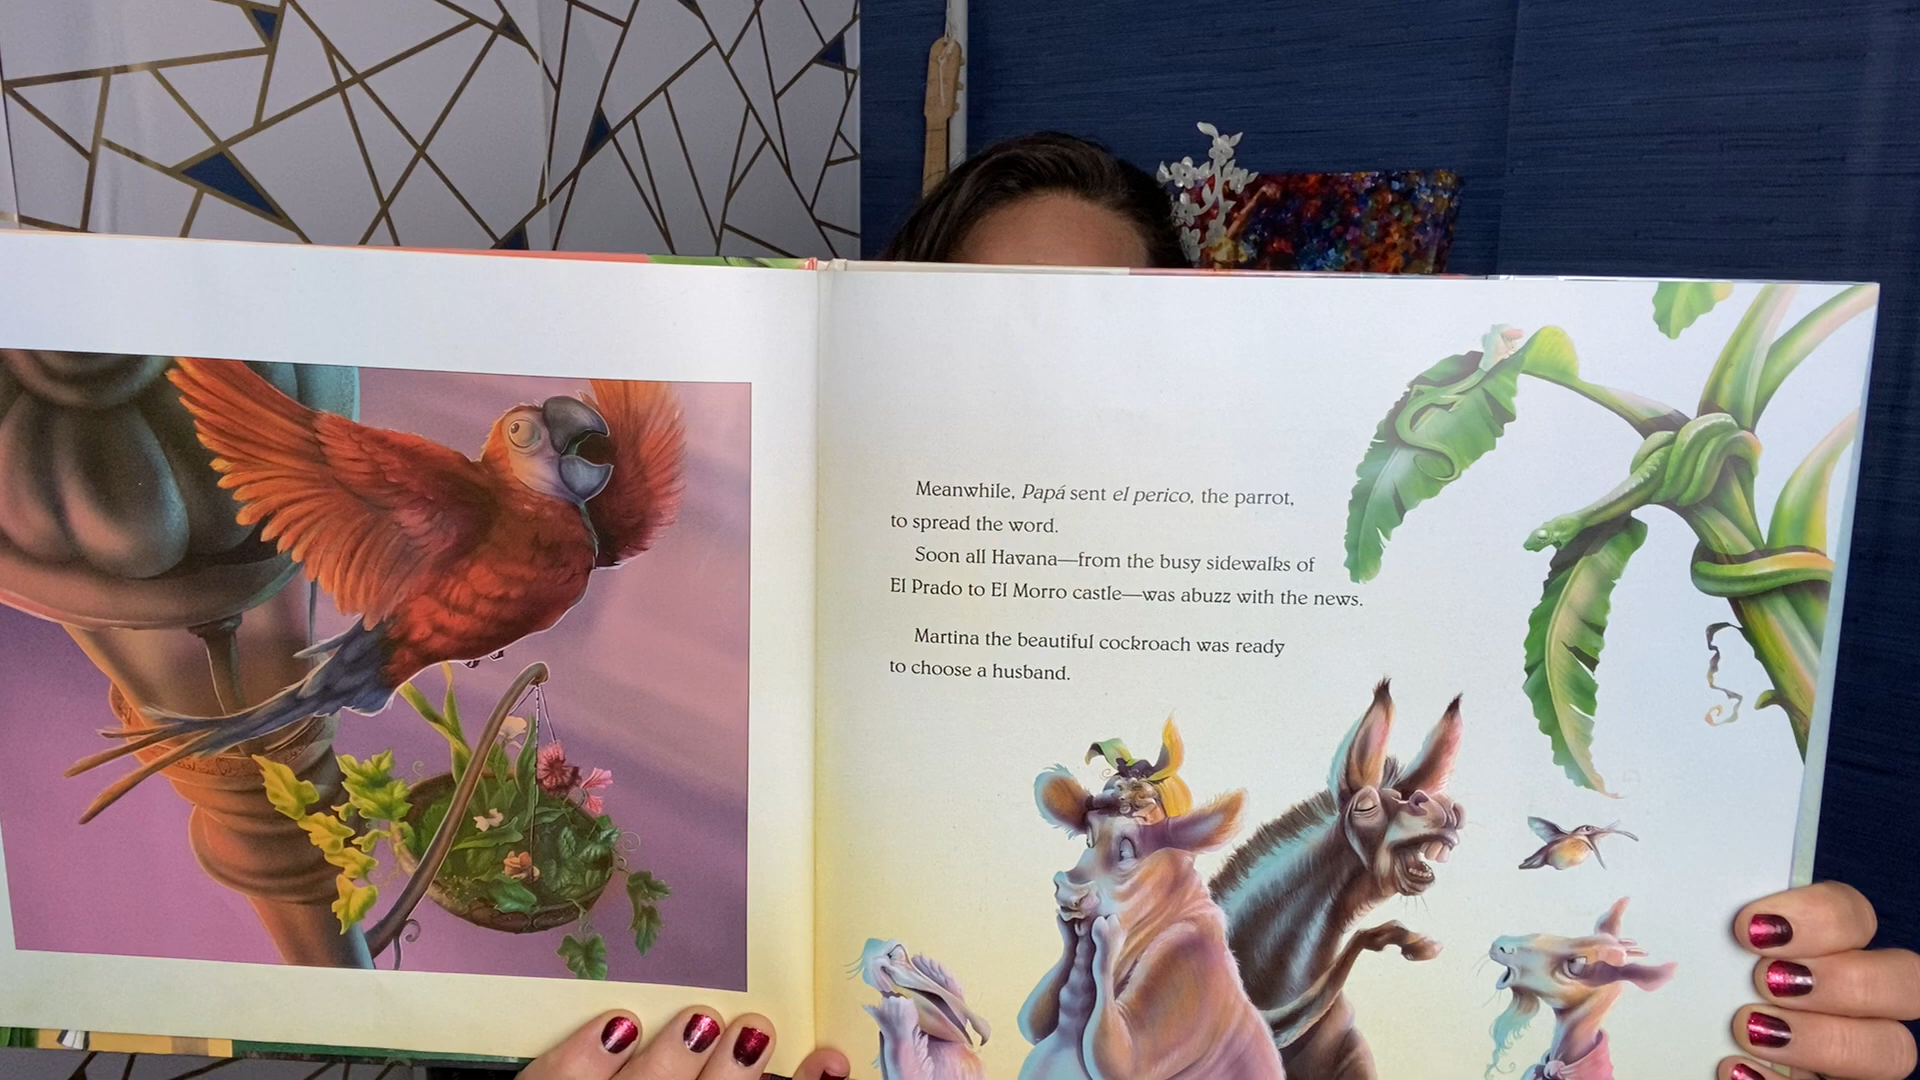 Meanwhile, Papá sent el perico, the parrot,
to spread the word.
Soon all Havana—from the busy sidewalks of
El Prado to El Morro castle—was abuzz with the news.
Martina the beautiful cockroach was ready
to choose a husband.